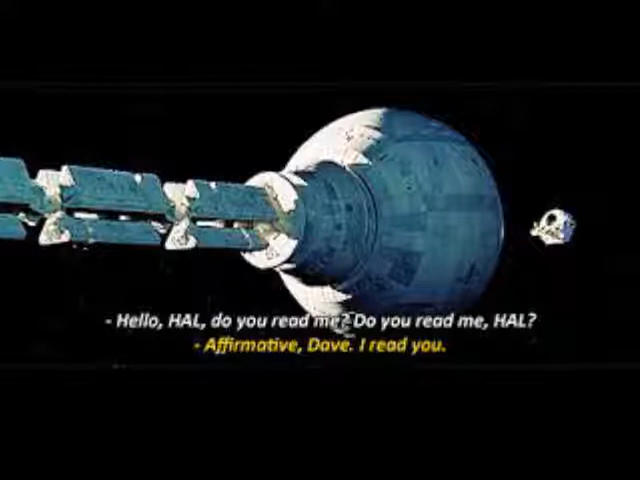 - Hello, HAL, do you read me? Do you read me, HAL?
- Affirmative, Dave. I read you.